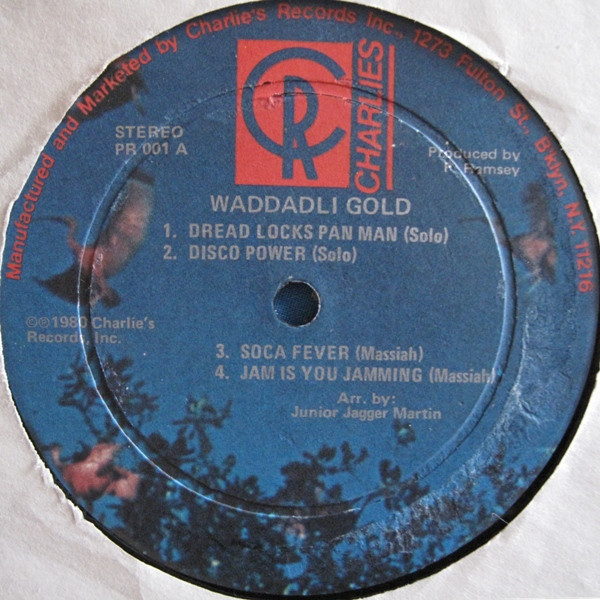 Manufactured and Marketed by Charlie's Records Inc., 1273 Fulton St., B'klyn, N.Y. 11216
CRP
CHARLIES
STEREO
PR 001 A
Produced by
R. Ramsey
WADDADLI GOLD
1. DREAD LOCKS PAN MAN (Solo)
2. DISCO POWER (Solo)
©℗ 1980 Charlie's
Records, Inc.
3. SOCA FEVER (Massiah)
4. JAM IS YOU JAMMING (Massiah)
Arr. by:
Junior Jagger Martin